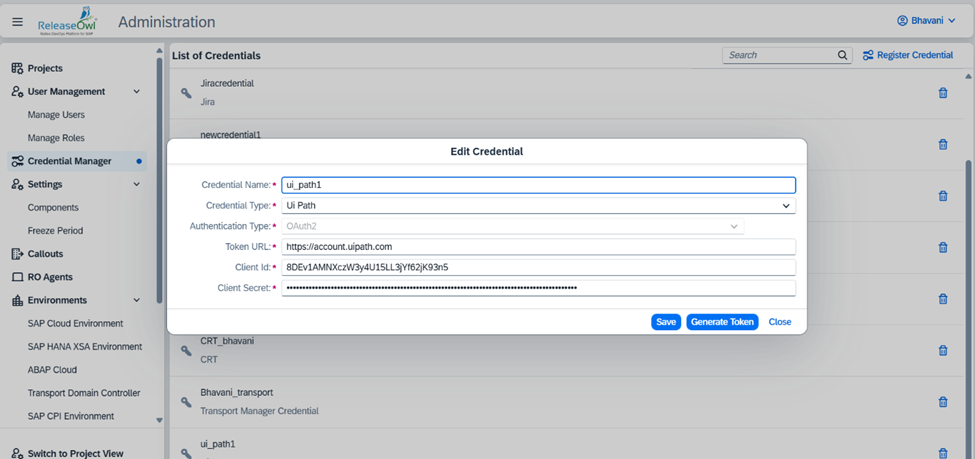 ReleaseOwl
Native DevOps Platform for SAP
Administration
Bhavani
Projects
User Management
Manage Users
Manage Roles
Credential Manager
Settings
Components
Freeze Period
Callouts
RO Agents
Environments
SAP Cloud Environment
SAP HANA XSA Environment
ABAP Cloud
Transport Domain Controller
SAP CPI Environment
Switch to Project View
List of Credentials
Search
Register Credential
Jiracredential
Jira
newcredential1
Edit Credential
Credential Name:* ui_path1
Credential Type:* Ui Path
Authentication Type:* OAuth2
Token URL:* https://account.uipath.com
Client Id:* 8DEv1AMNXczW3y4U15LL3jYf62jK93n5
Client Secret:*
Save Generate Token Close
CRT_bhavani
CRT
Bhavani_transport
Transport Manager Credential
ui_path1